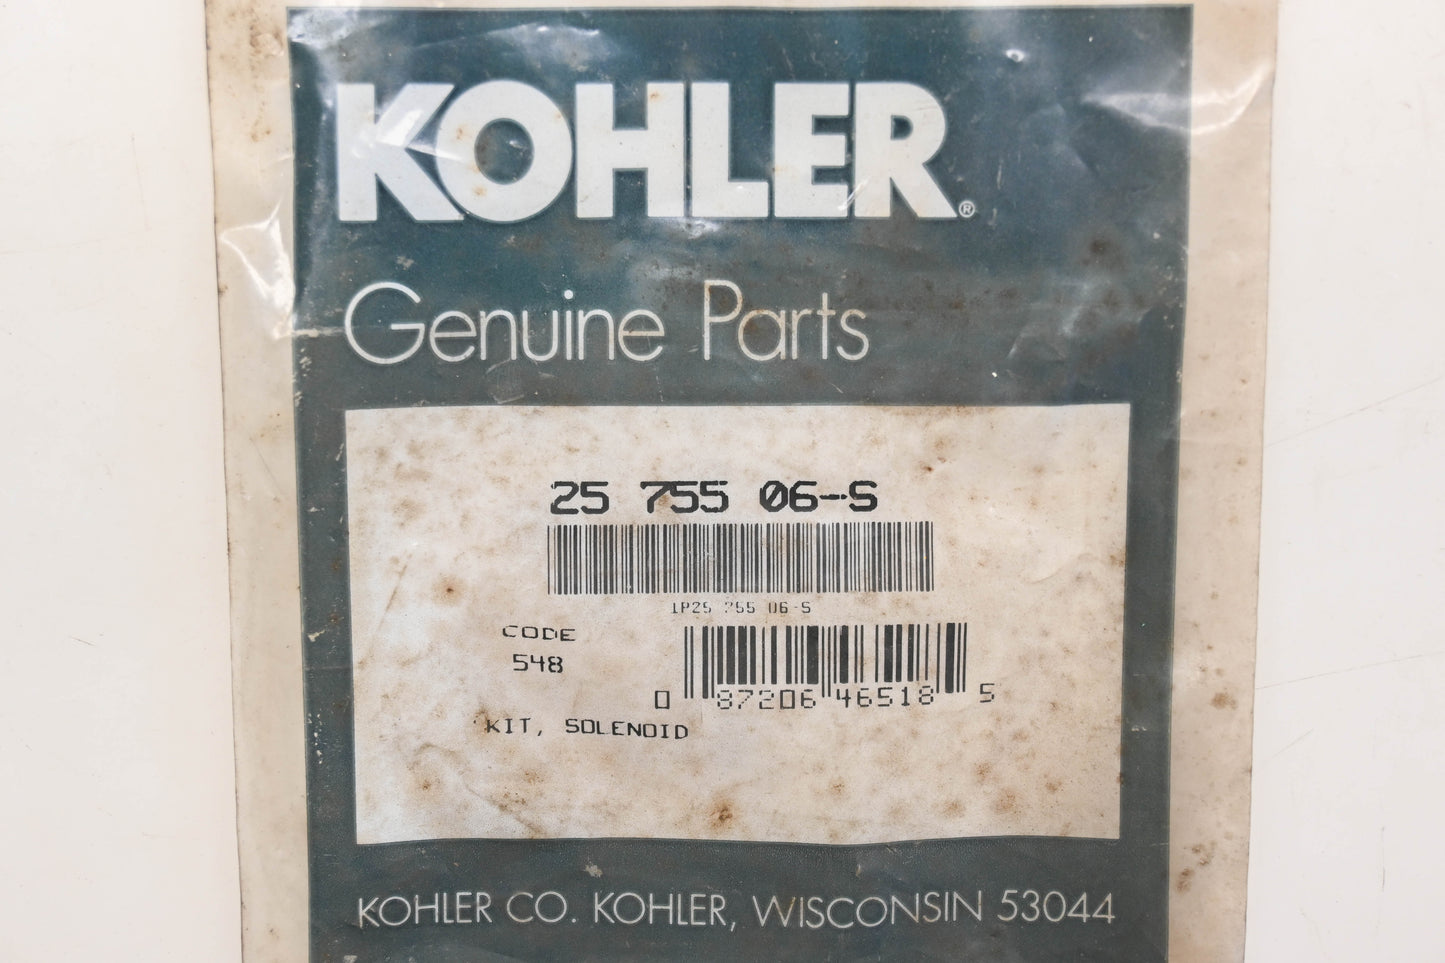 KOHLER®
Genuine Parts
25 755 06-S
1P25 755 06-S
CODE
548
0 87206 46518 5
KIT, SOLENOID
KOHLER CO. KOHLER, WISCONSIN 53044